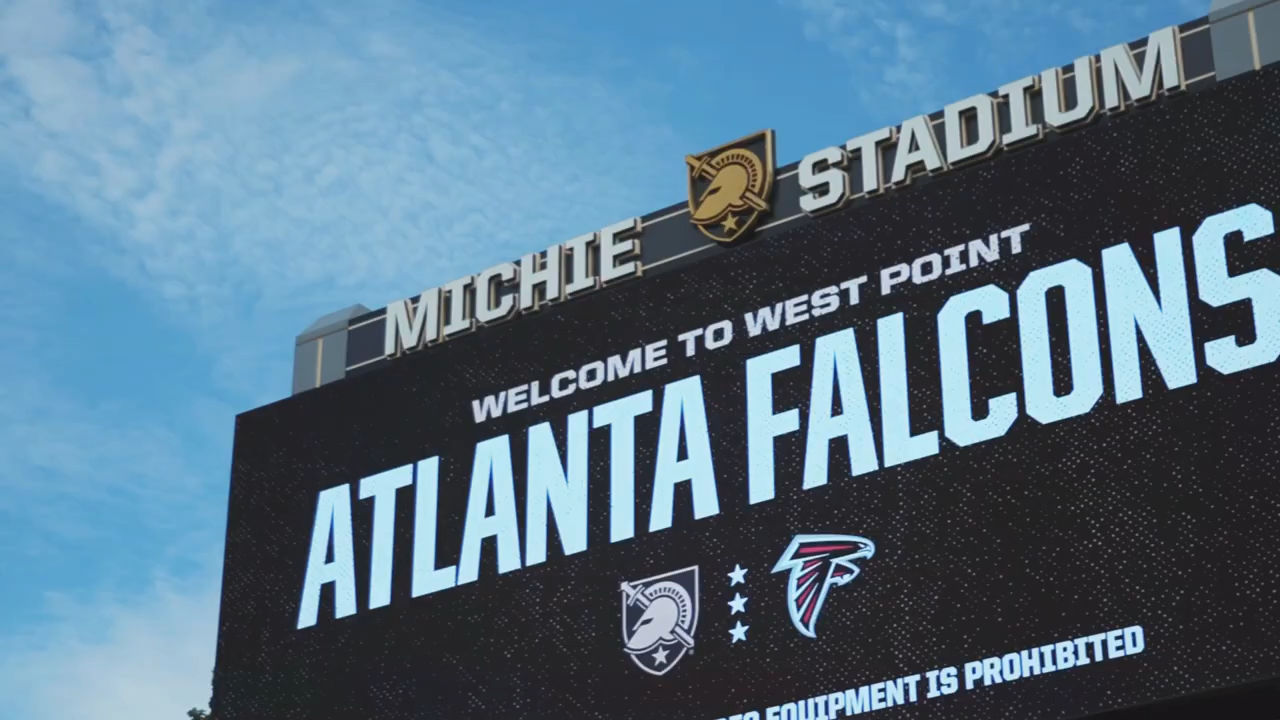 MICHIE STADIUM
WELCOME TO WEST POINT
ATLANTA FALCONS
EQUIPMENT IS PROHIBITED